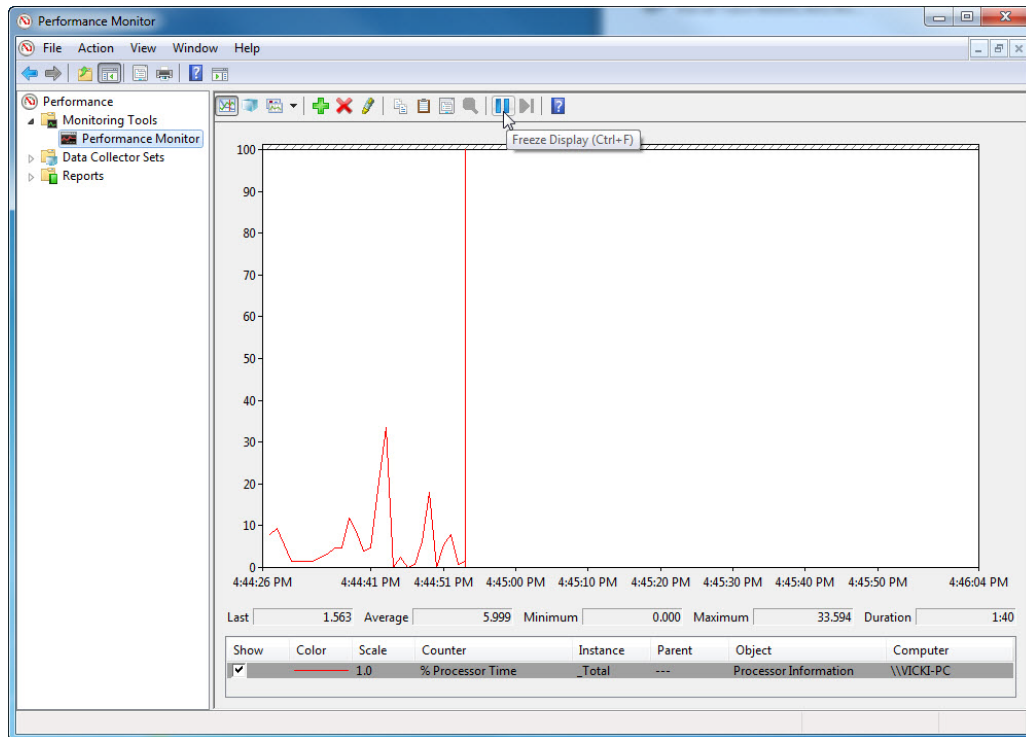 Performance Monitor
File Action View Window Help
Performance
Monitoring Tools
Performance Monitor
Data Collector Sets
Reports
Freeze Display (Ctrl+F)
100
90
80
70
60
50
40
30
20
10
0
4:44:26 PM 4:44:41 PM 4:44:51 PM 4:45:00 PM 4:45:10 PM 4:45:20 PM 4:45:30 PM 4:45:40 PM 4:45:50 PM 4:46:04 PM
Last 1.563 Average 5.999 Minimum 0.000 Maximum 33.594 Duration 1:40
Show Color Scale Counter Instance Parent Object Computer
1.0 % Processor Time _Total --- Processor Information \\VICKI-PC